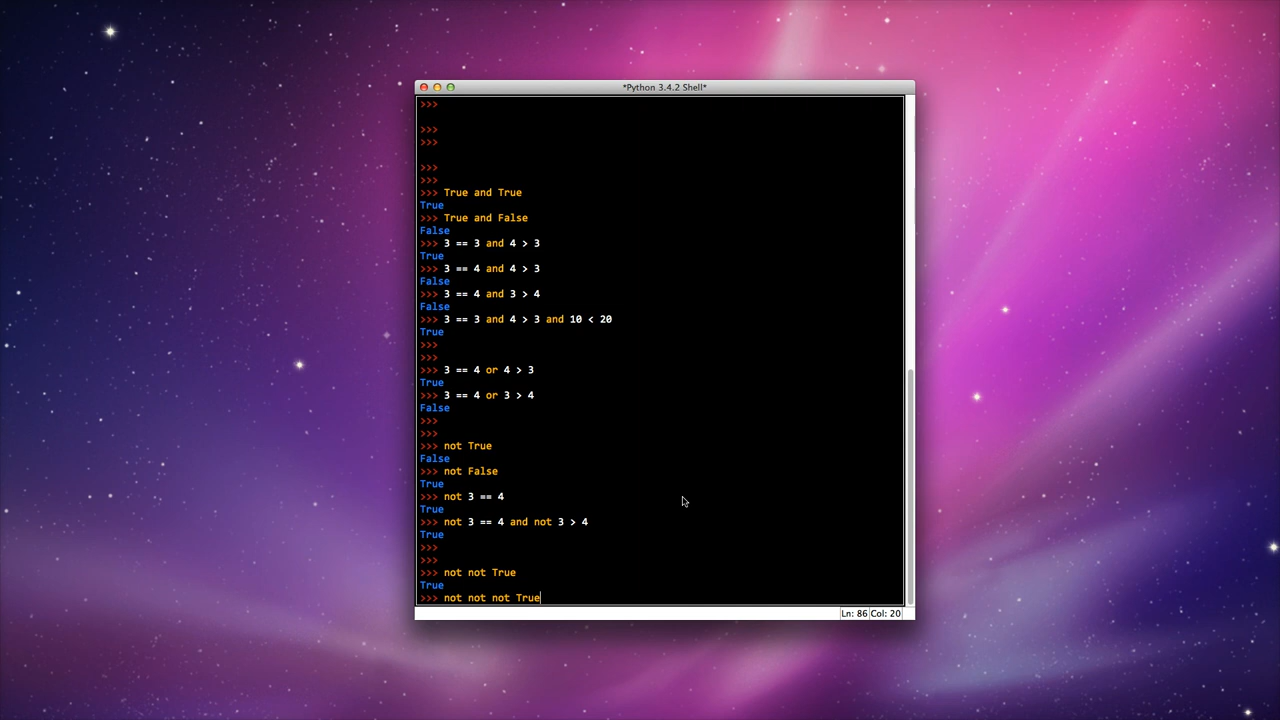 *Python 3.4.2 Shell*
>>>
>>>
>>>
>>>
>>>
>>> True and True
True
>>> True and False
False
>>> 3 == 3 and 4 > 3
True
>>> 3 == 4 and 4 > 3
False
>>> 3 == 4 and 3 > 4
False
>>> 3 == 3 and 4 > 3 and 10 < 20
True
>>>
>>>
>>> 3 == 4 or 4 > 3
True
>>> 3 == 4 or 3 > 4
False
>>>
>>>
>>> not True
False
>>> not False
True
>>> not 3 == 4
True
>>> not 3 == 4 and not 3 > 4
True
>>>
>>>
>>> not not True
True
>>> not not not True
Ln: 86 Col: 20